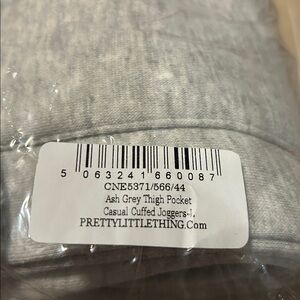 5 063241 660087
CNE5371/566/44
Ash Grey Thigh Pocket
Casual Cuffed Joggers-L
PRETTYLITTLETHING.Com